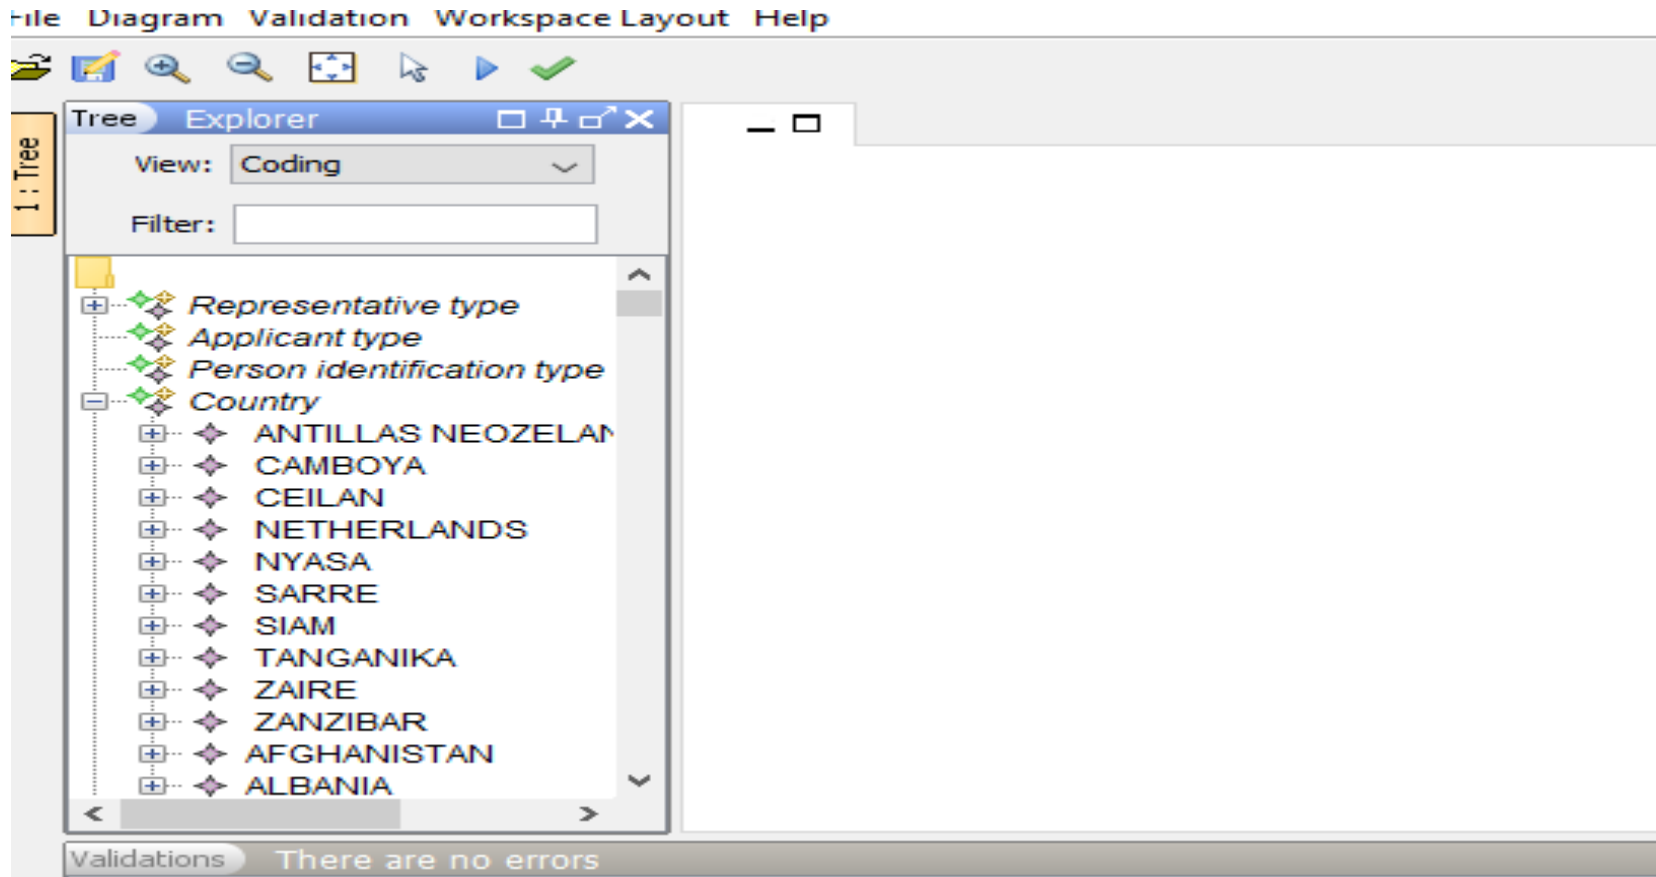 File Diagram Validation Workspace Layout Help
Tree Explorer
1 : Tree
View: Coding
Filter:
Representative type
Applicant type
Person identification type
Country
ANTILLAS NEOZELAN
CAMBOYA
CEILAN
NETHERLANDS
NYASA
SARRE
SIAM
TANGANIKA
ZAIRE
ZANZIBAR
AFGHANISTAN
ALBANIA
Validations There are no errors